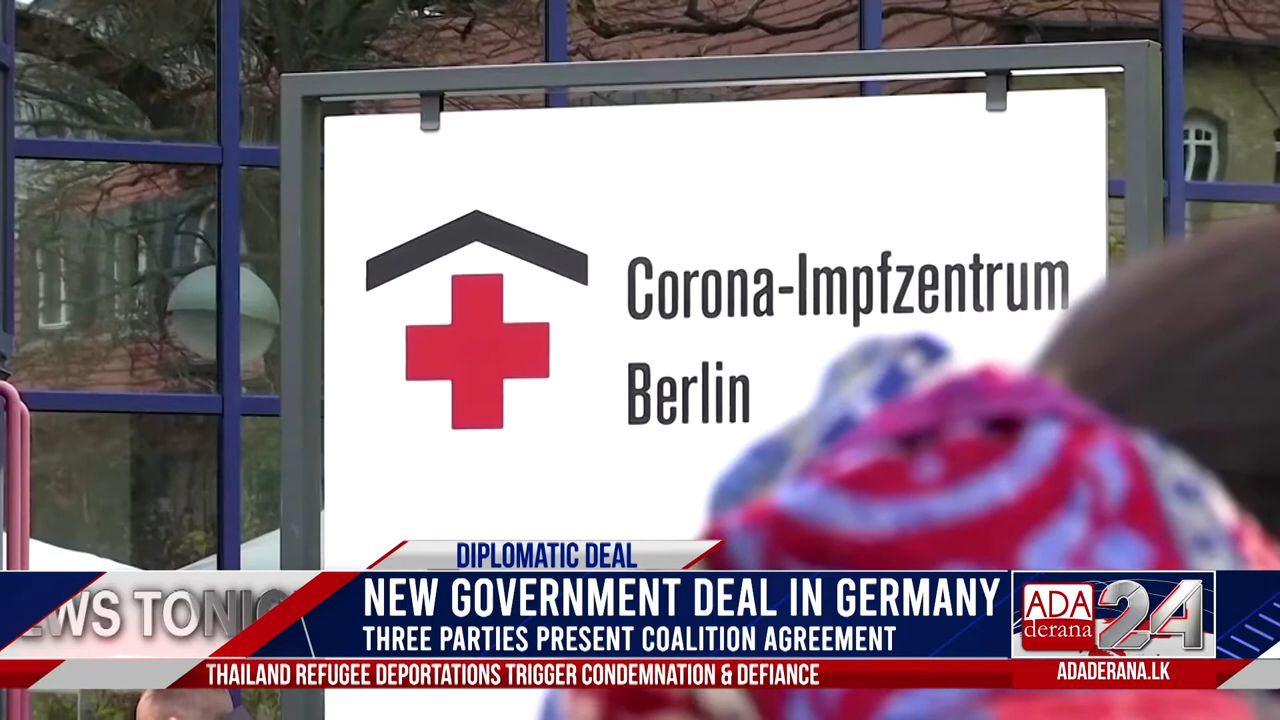 Corona-Impfzentrum
Berlin
DIPLOMATIC DEAL
NEW GOVERNMENT DEAL IN GERMANY
THREE PARTIES PRESENT COALITION AGREEMENT
ADA
derana
24
THAILAND REFUGEE DEPORTATIONS TRIGGER CONDEMNATION & DEFIANCE
ADADERANA.LK